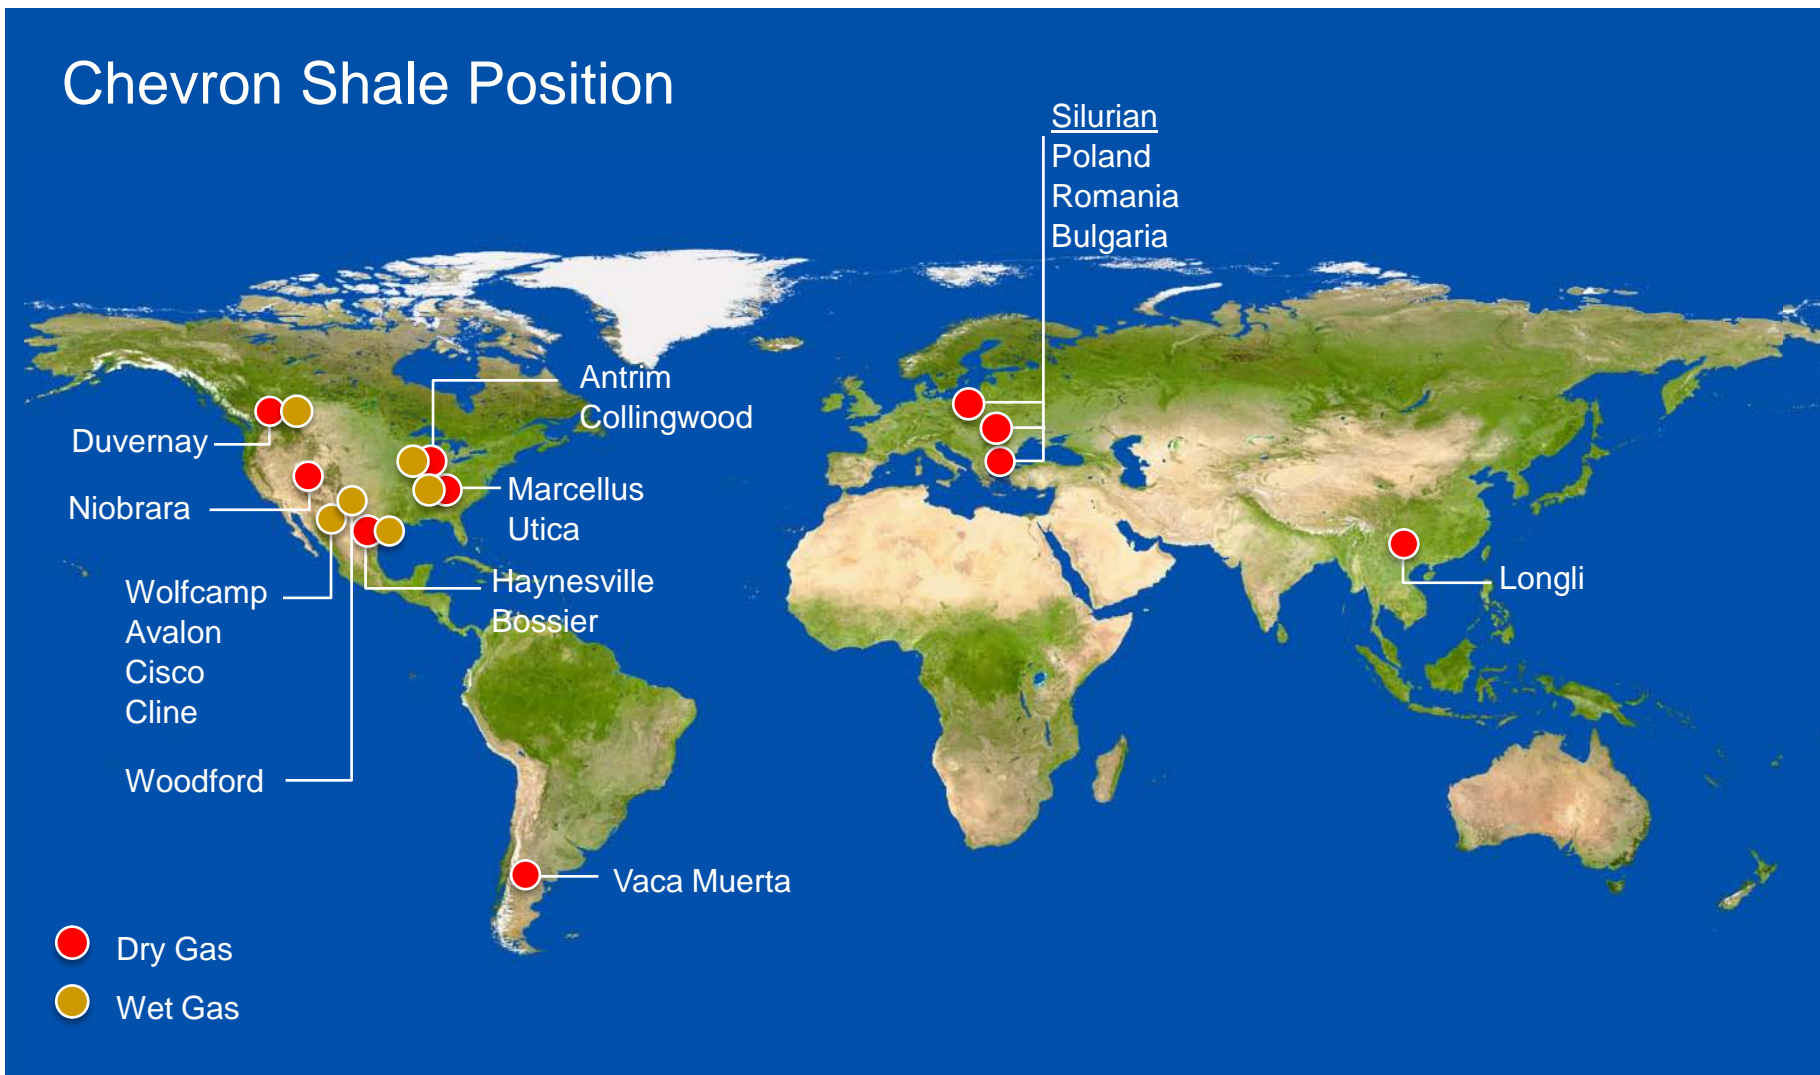 Chevron Shale Position
Silurian
Poland
Romania
Bulgaria
Antrim
Collingwood
Duvernay
Marcellus
Utica
Niobrara
Haynesville
Bossier
Wolfcamp
Avalon
Cisco
Cline
Longli
Woodford
Vaca Muerta
Dry Gas
Wet Gas